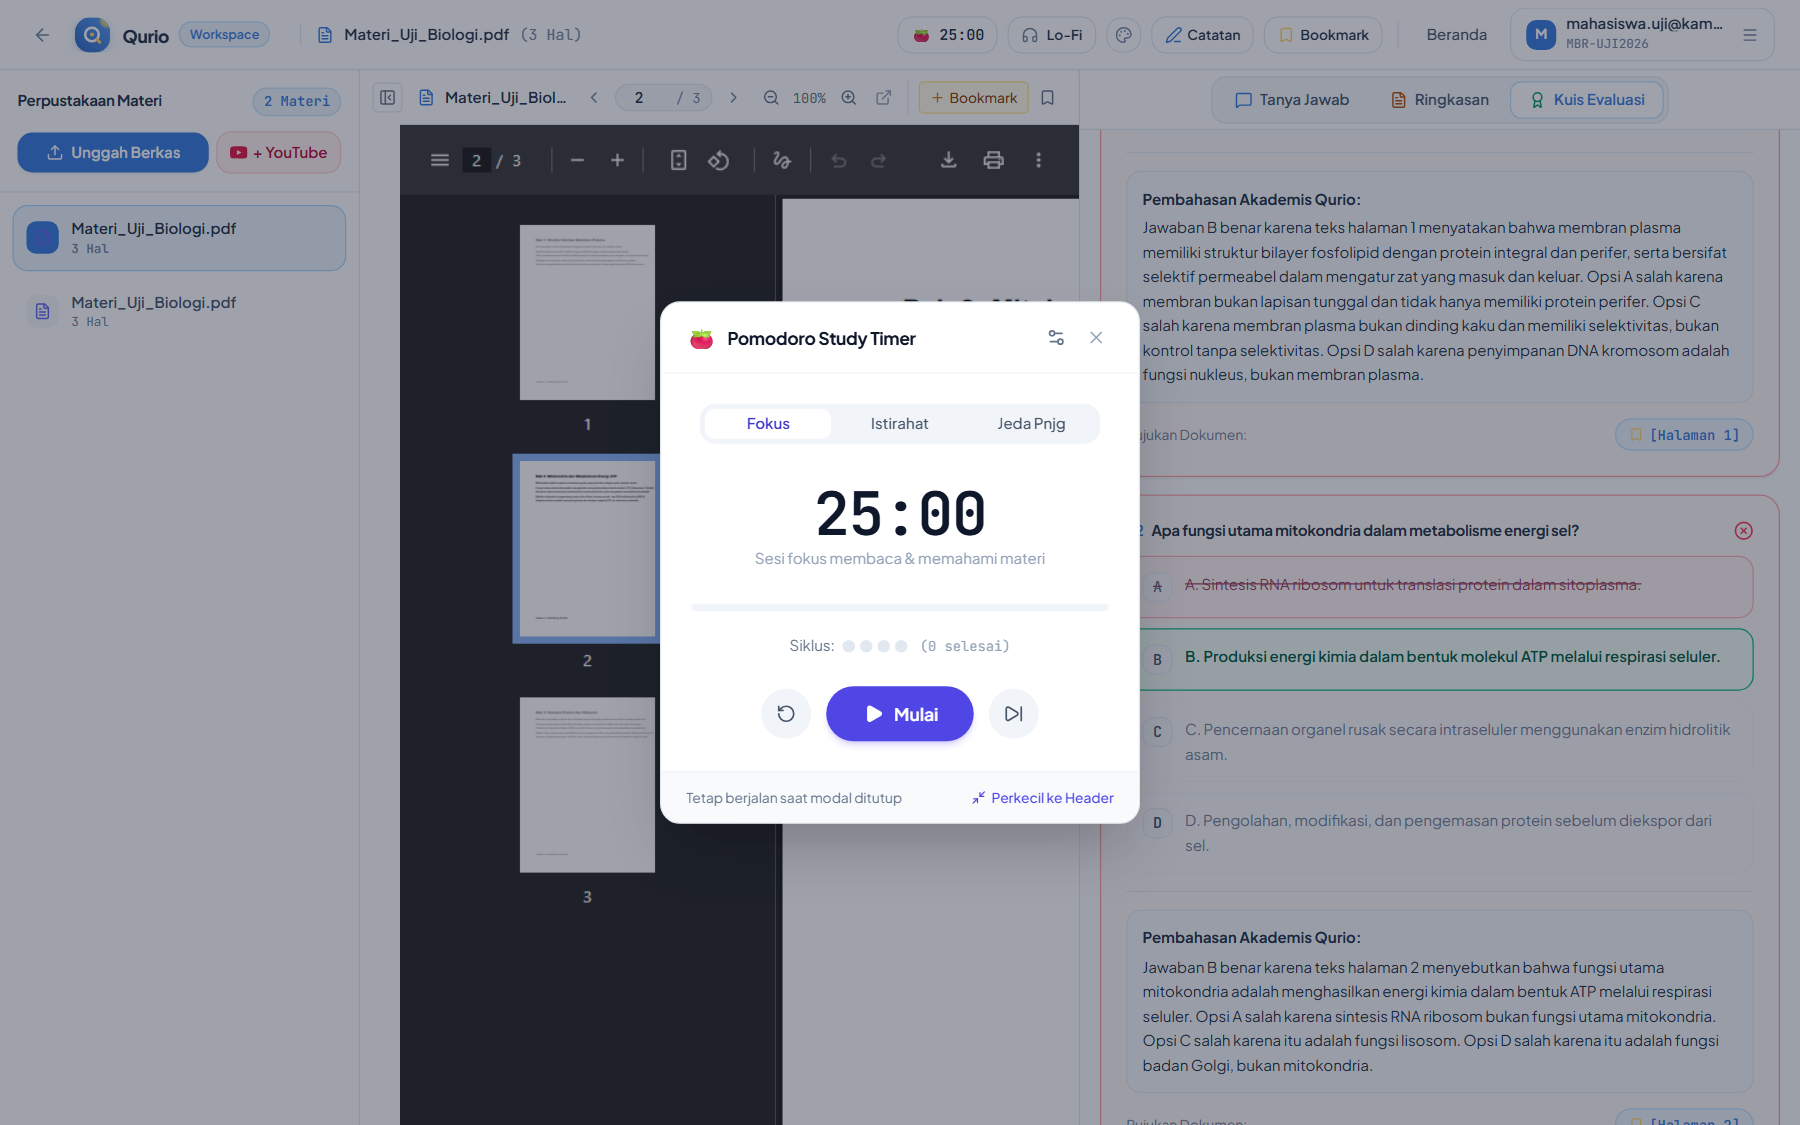 Qurio
Workspace
Materi_Uji_Biologi.pdf (3 Hal)
25:00
Lo-Fi
Catatan
Bookmark
Beranda
M
mahasiswa.uji@kam...
MBR-UJI2026
Perpustakaan Materi
2 Materi
Unggah Berkas
+ YouTube
Materi_Uji_Biologi.pdf
3 Hal
Materi_Uji_Biologi.pdf
3 Hal
Materi_Uji_Biol...
2 / 3
100%
+ Bookmark
2 / 3
1
2
3
Tanya Jawab
Ringkasan
Kuis Evaluasi
Pembahasan Akademis Qurio:
Jawaban B benar karena teks halaman 1 menyatakan bahwa membran plasma
memiliki struktur bilayer fosfolipid dengan protein integral dan perifer, serta bersifat
selektif permeabel dalam mengatur zat yang masuk dan keluar. Opsi A salah karena
membran bukan lapisan tunggal dan tidak hanya memiliki protein perifer. Opsi C
salah karena membran plasma bukan dinding kaku dan memiliki selektivitas, bukan
kontrol tanpa selektivitas. Opsi D salah karena penyimpanan DNA kromosom adalah
fungsi nukleus, bukan membran plasma.
ujukan Dokumen:
[Halaman 1]
2 Apa fungsi utama mitokondria dalam metabolisme energi sel?
A A. Sintesis RNA ribosom untuk translasi protein dalam sitoplasma.
B B. Produksi energi kimia dalam bentuk molekul ATP melalui respirasi seluler.
C C. Pencernaan organel rusak secara intraseluler menggunakan enzim hidrolitik
asam.
D D. Pengolahan, modifikasi, dan pengemasan protein sebelum diekspor dari
sel.
Pembahasan Akademis Qurio:
Jawaban B benar karena teks halaman 2 menyebutkan bahwa fungsi utama
mitokondria adalah menghasilkan energi kimia dalam bentuk ATP melalui respirasi
seluler. Opsi A salah karena sintesis RNA ribosom bukan fungsi utama mitokondria.
Opsi C salah karena itu adalah fungsi lisosom. Opsi D salah karena itu adalah fungsi
badan Golgi, bukan mitokondria.
Rujukan Dokumen:
[Halaman 2]
Pomodoro Study Timer
Fokus
Istirahat
Jeda Pnjg
25:00
Sesi fokus membaca & memahami materi
Siklus:
(0 selesai)
Mulai
Tetap berjalan saat modal ditutup
Perkecil ke Header